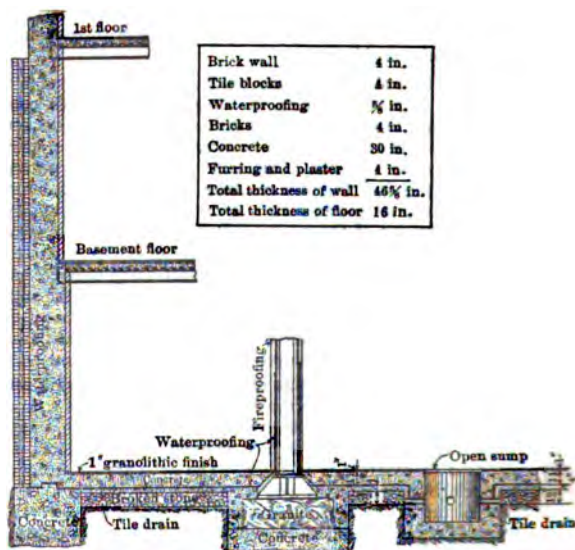 1st floor
Brick wall 4 in.
Tile blocks 4 in.
Waterproofing ⅝ in.
Bricks 4 in.
Concrete 30 in.
Furring and plaster 4 in.
Total thickness of wall 46⅝ in.
Total thickness of floor 16 in.
Basement floor
Waterproofing
Fireproofing
Waterproofing
1" granolithic finish
Open sump
Concrete
Broken stone
Concrete
Tile drain
Granite
Concrete
Tile drain